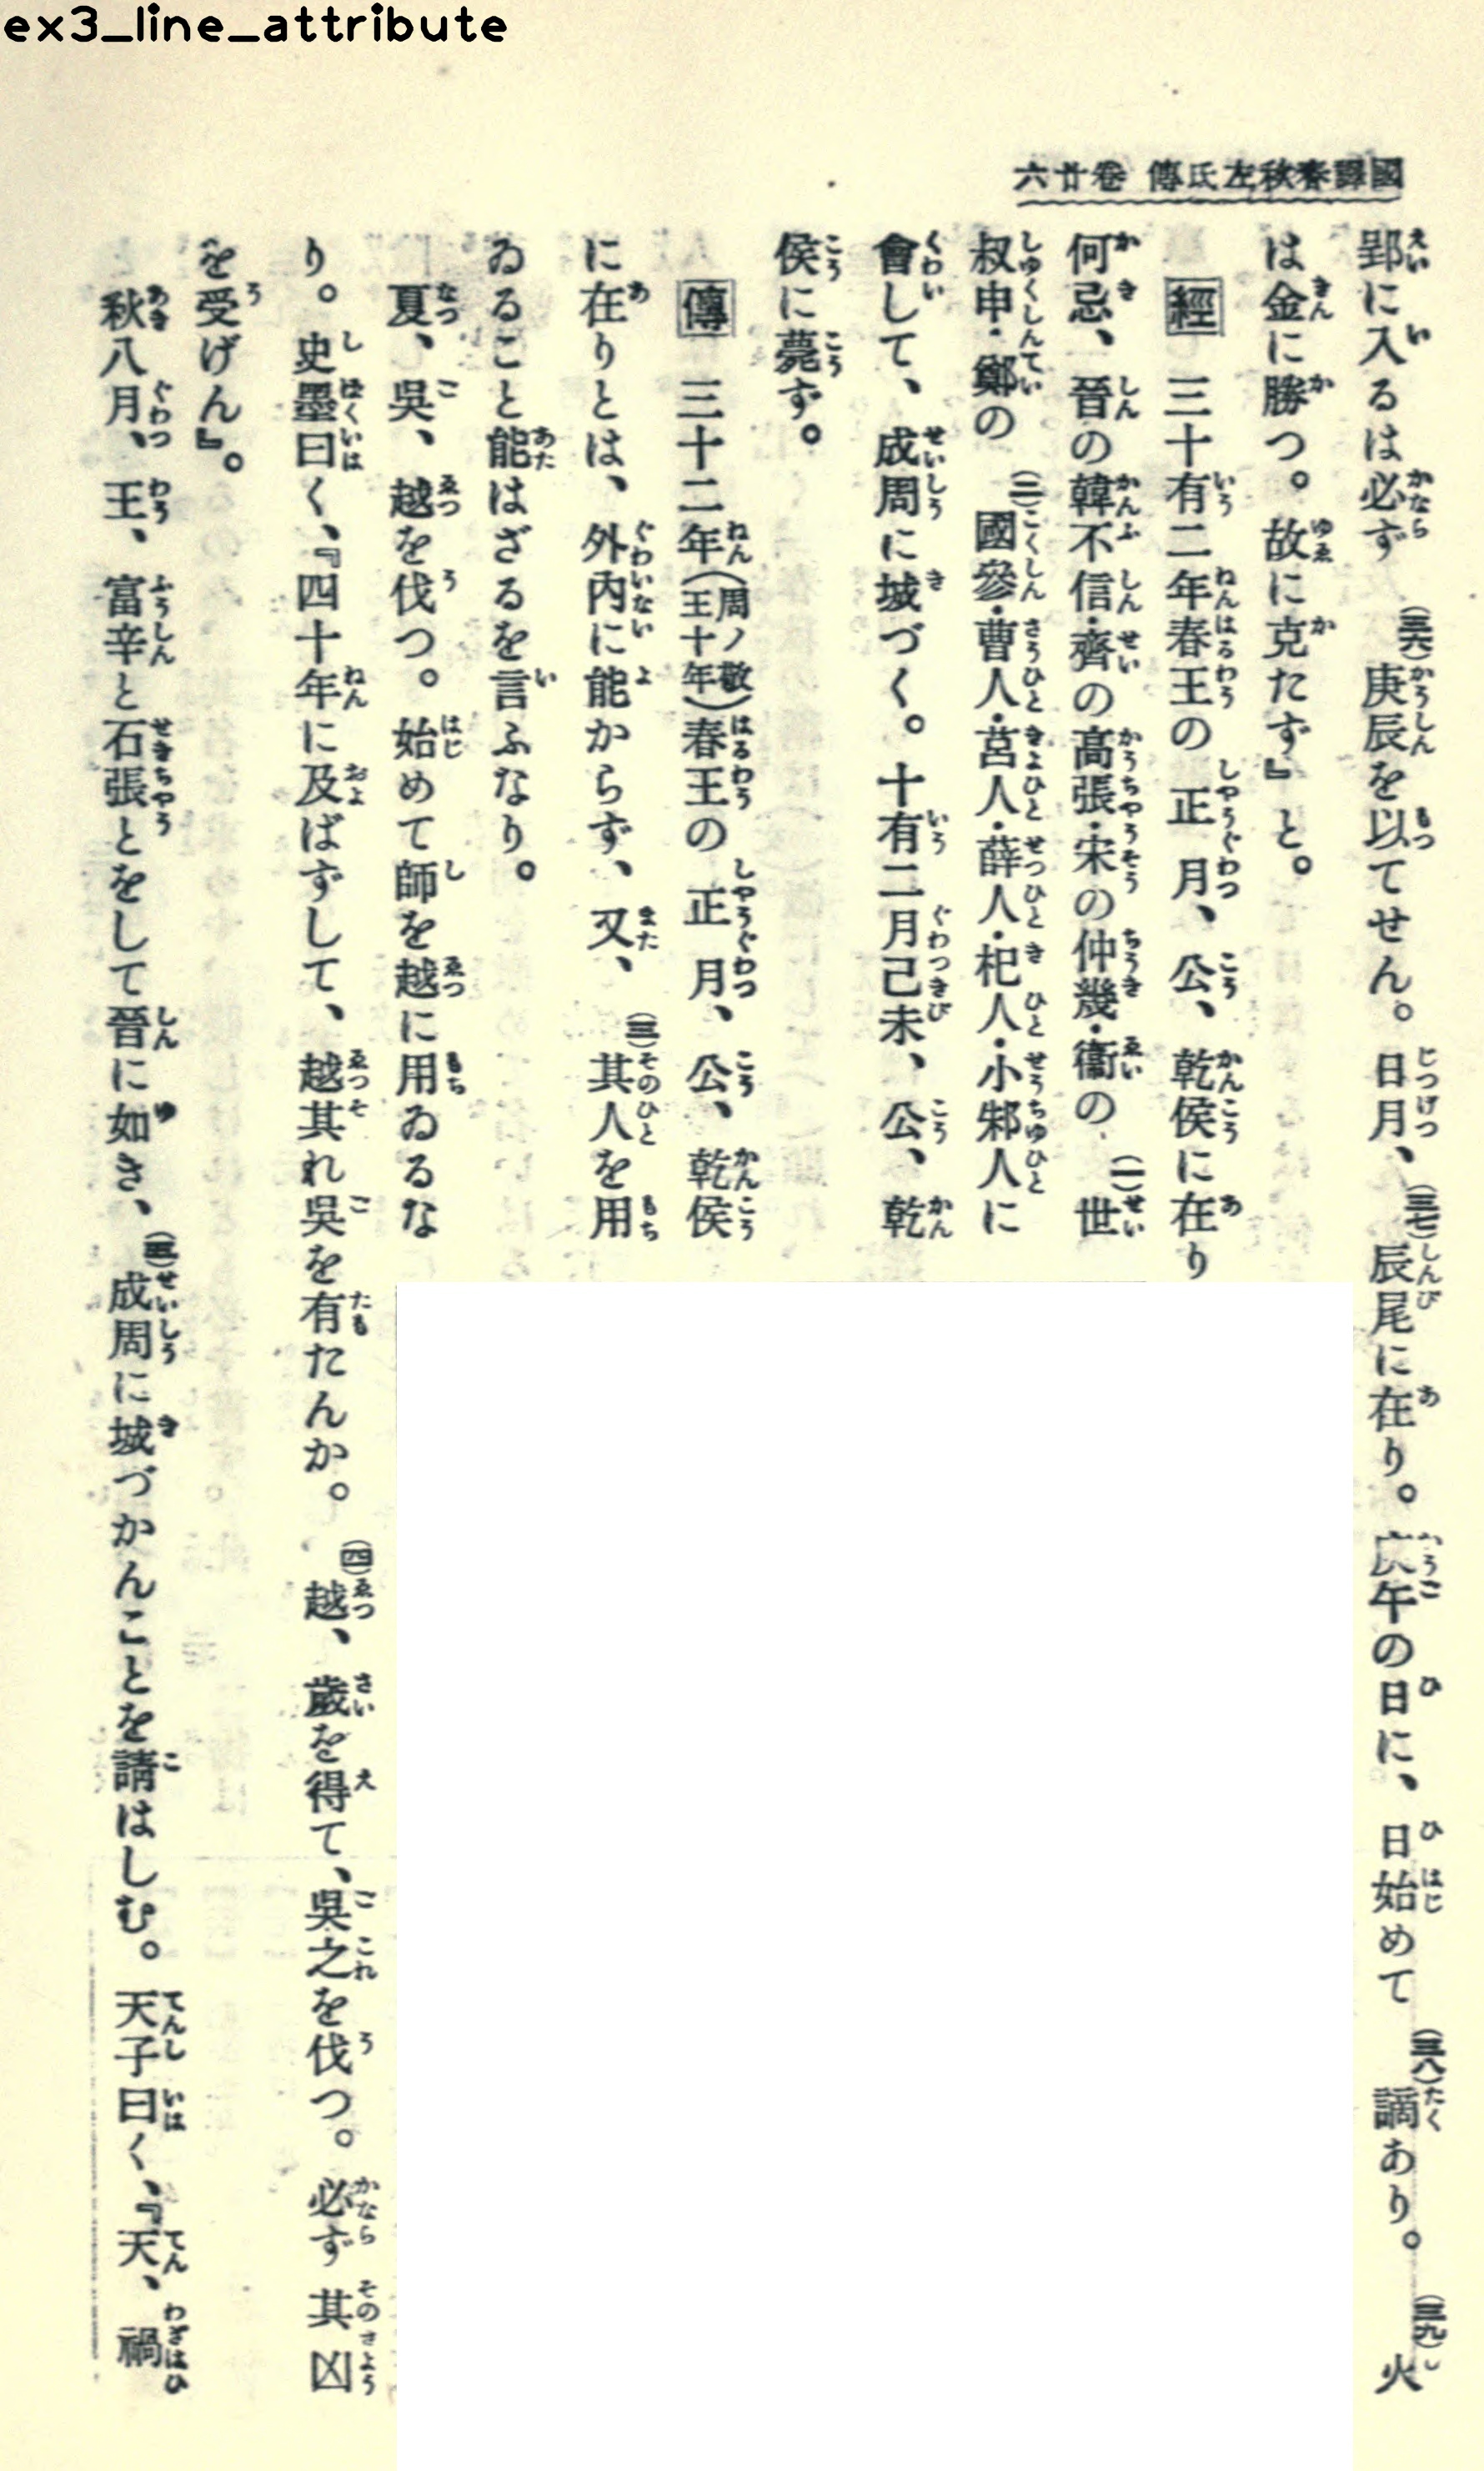 ex3_line_attribute
國譯春秋左氏傳 卷廿六
郢に入るは必ず(三六)庚辰を以てせん。日月、(三七)辰尾に在り。庚午の日に、日始めて(三八)謫あり。(三九)火
は金に勝つ。故に克たず』と。
經 三十有二年春王の正月、公、乾侯に在り
何忌、晉の韓不信・齊の高張・宋の仲幾・衞の(一)世
叔申・鄭の(二)國參・曹人・莒人・薛人・杞人・小邾人に
會して、成周に城づく。十有二月己未、公、乾
侯に薨ず。
傳 三十二年(周ノ敬王十年)春王の正月、公、乾侯
に在りとは、外內に能からず、又、(三)其人を用
ゐること能はざるを言ふなり。
夏、吳、越を伐つ。始めて師を越に用ゐるな
り。史墨曰く、『四十年に及ばずして、越其れ吳を有たんか。(四)越、歲を得て、吳之を伐つ。必ず其凶
を受げん』。
秋八月、王、富辛と石張とをして晉に如き、成周に城づかんことを請はしむ。天子曰く、『天、禍